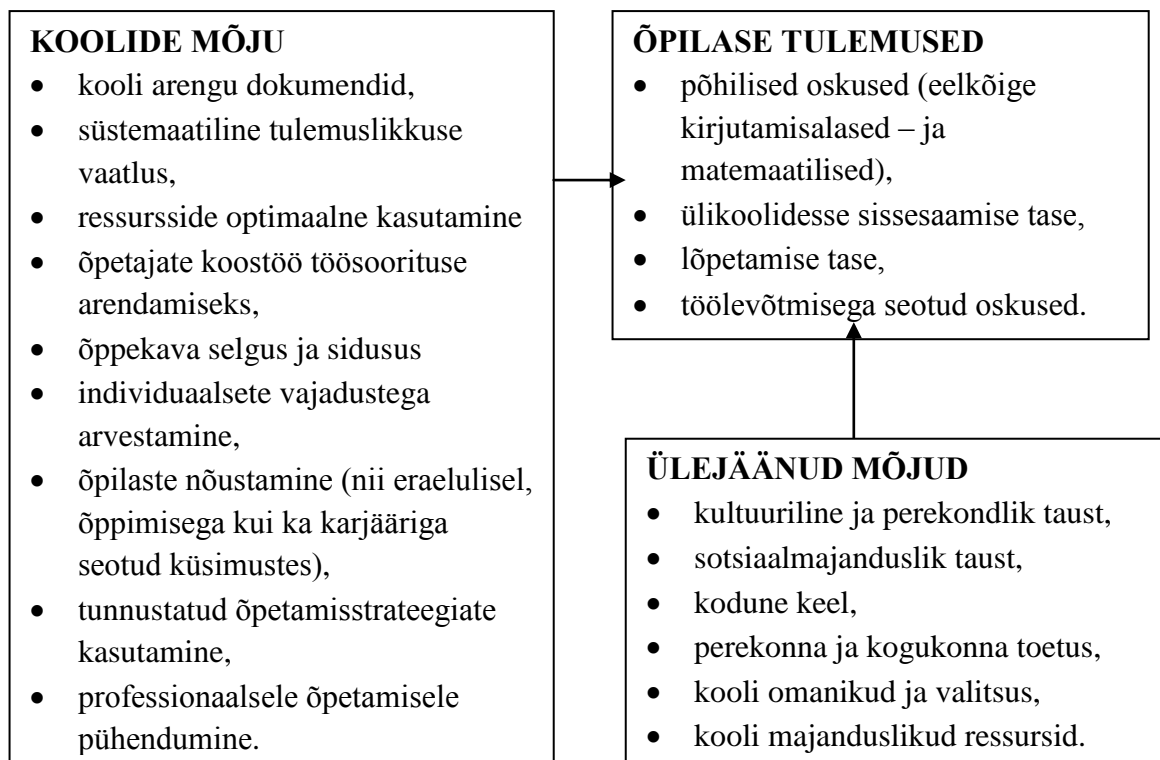 KOOLIDE MÕJU
• kooli arengu dokumendid,
• süstemaatiline tulemuslikkuse
vaatlus,
• ressursside optimaalne kasutamine
• õpetajate koostöö töösoorituse
arendamiseks,
• õppekava selgus ja sidusus
• individuaalsete vajadustega
arvestamine,
• õpilaste nõustamine (nii eraelulisel,
õppimisega kui ka karjääriga
seotud küsimustes),
• tunnustatud õpetamisstrateegiate
kasutamine,
• professionaalsele õpetamisele
pühendumine.
ÕPILASE TULEMUSED
• põhilised oskused (eelkõige
kirjutamisalased – ja
matemaatilised),
• ülikoolidesse sissesaamise tase,
• lõpetamise tase,
• töölevõtmisega seotud oskused.
ÜLEJÄÄNUD MÕJUD
• kultuuriline ja perekondlik taust,
• sotsiaalmajanduslik taust,
• kodune keel,
• perekonna ja kogukonna toetus,
• kooli omanikud ja valitsus,
• kooli majanduslikud ressursid.